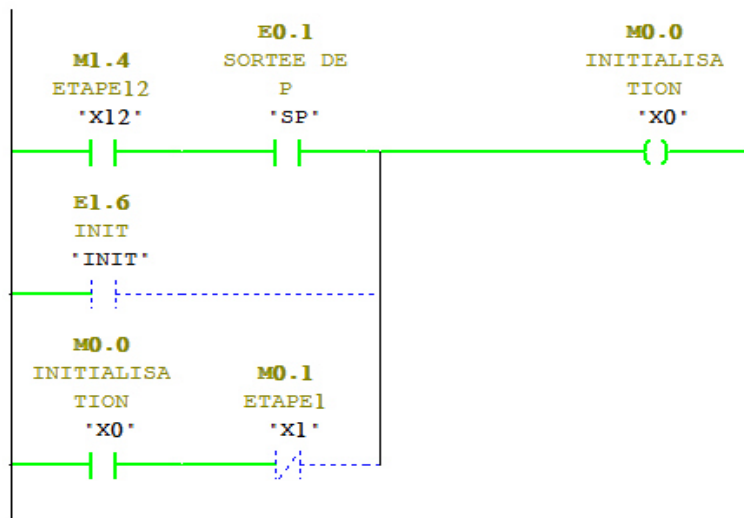 E0.1
M0.0
M1.4
SORTEE DE
INITIALISA
ETAPE12
P
TION
"X12"
"SP"
"X0"
E1.6
INIT
"INIT"
M0.0
INITIALISA
M0.1
TION
ETAPE1
"X0"
"X1"